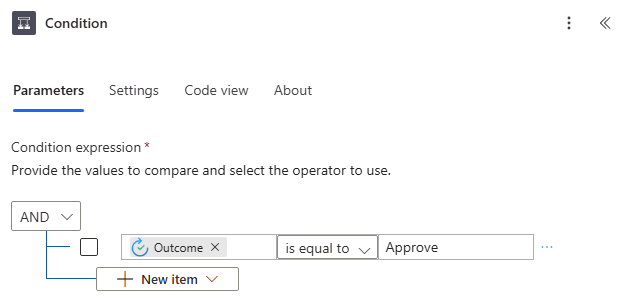 Condition
Parameters Settings Code view About
Condition expression *
Provide the values to compare and select the operator to use.
AND
Outcome is equal to Approve
New item